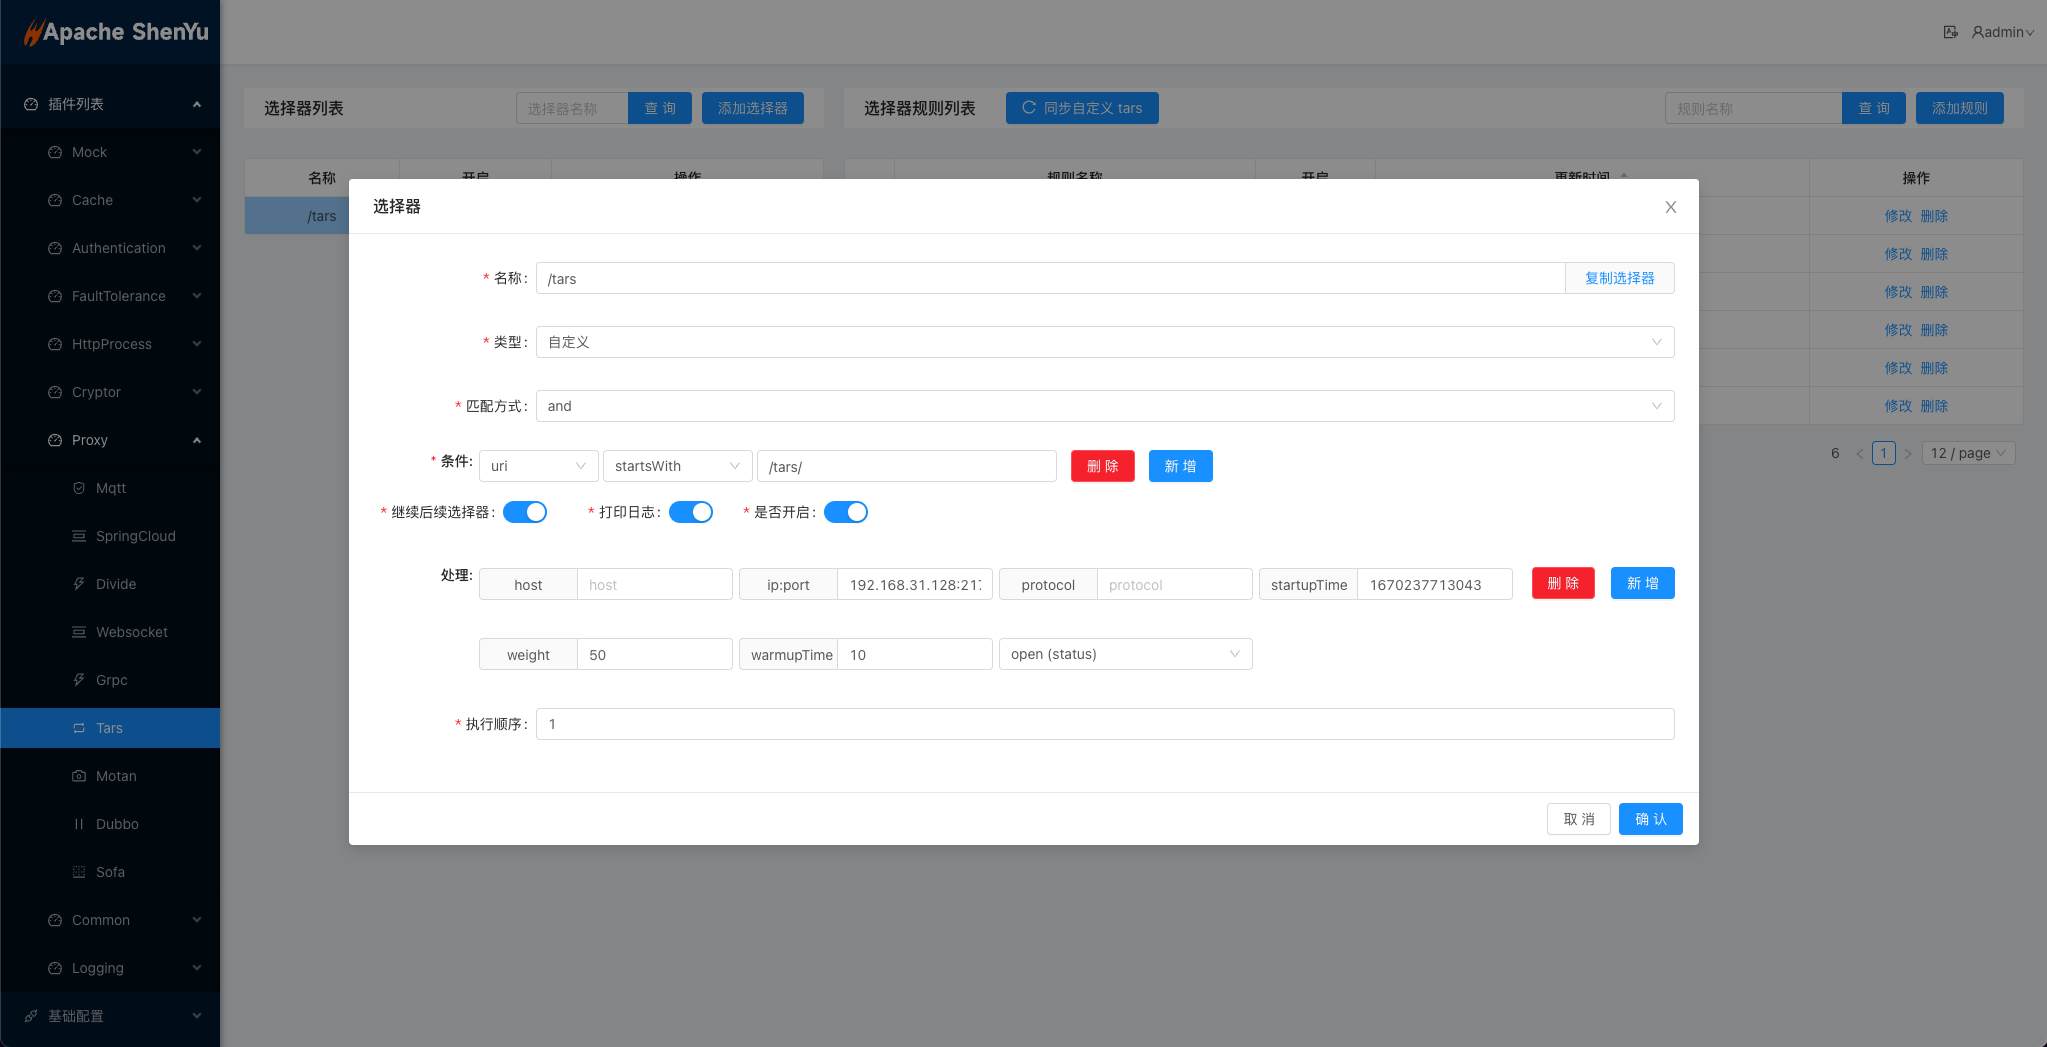 Apache ShenYu
admin
插件列表
Mock
Cache
Authentication
FaultTolerance
HttpProcess
Cryptor
Proxy
Mqtt
SpringCloud
Divide
Websocket
Grpc
Tars
Motan
Dubbo
Sofa
Common
Logging
基础配置
选择器列表 选择器名称 查 询 添加选择器
选择器规则列表 同步自定义 tars 规则名称 查 询 添加规则
名称 开启 操作
/tars
规则名称 开启 更新时间 操作
修改 删除
修改 删除
修改 删除
修改 删除
修改 删除
修改 删除
6 < 1 > 12 / page
选择器
* 名称: /tars 复制选择器
* 类型: 自定义
* 匹配方式: and
* 条件: uri startsWith /tars/ 删 除 新 增
* 继续后续选择器: * 打印日志: * 是否开启:
处理: host host ip:port 192.168.31.128:21 protocol protocol startupTime 1670237713043 删 除 新 增
weight 50 warmupTime 10 open (status)
* 执行顺序: 1
取 消 确 认